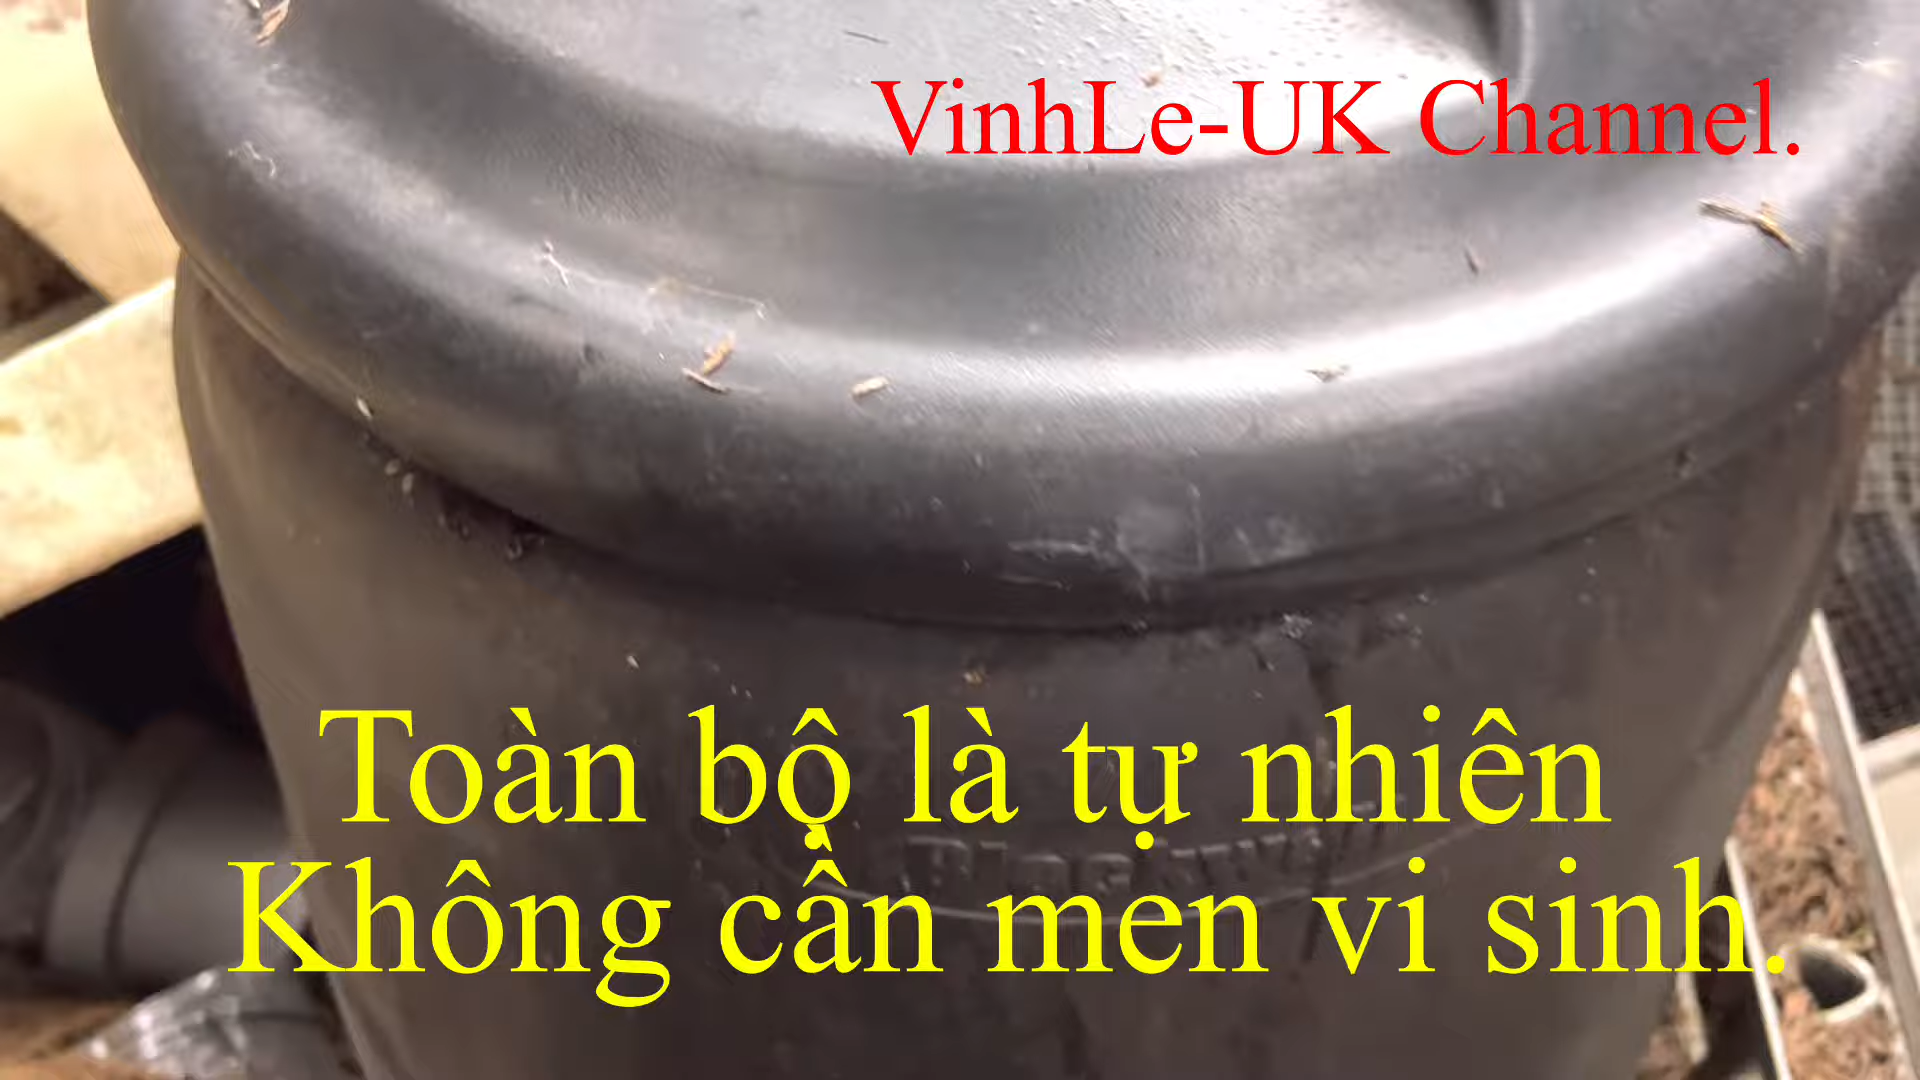 VinhLe-UK Channel.
Toàn bộ là tự nhiên
Không cần men vi sinh.